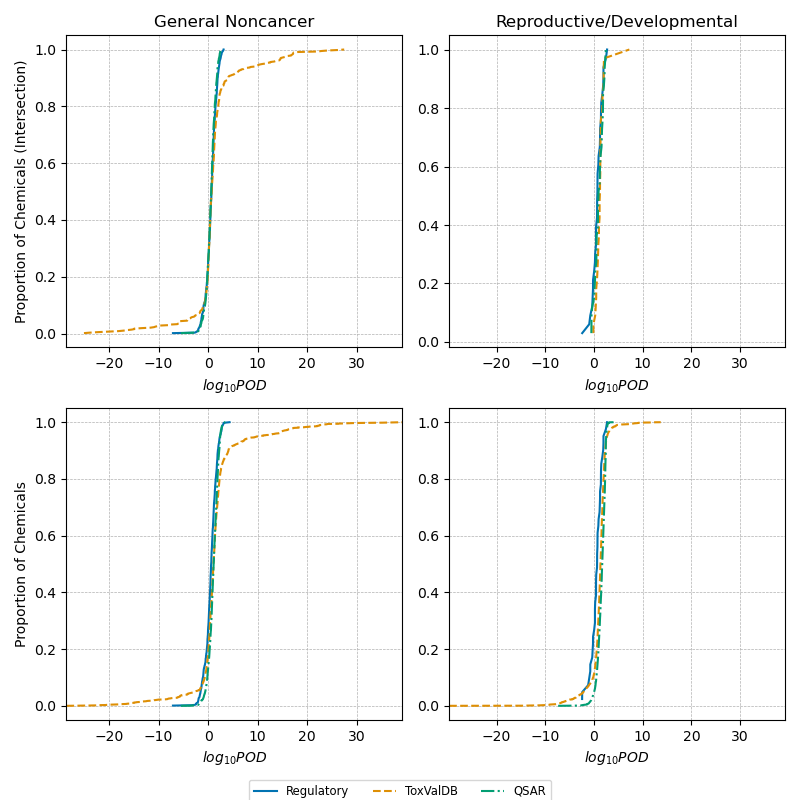 General Noncancer
Reproductive/Developmental
Proportion of Chemicals (Intersection)
1.0
0.8
0.6
0.4
0.2
0.0
−20 −10 0 10 20 30
log10POD
1.0
0.8
0.6
0.4
0.2
0.0
−20 −10 0 10 20 30
log10POD
Proportion of Chemicals
1.0
0.8
0.6
0.4
0.2
0.0
−20 −10 0 10 20 30
log10POD
1.0
0.8
0.6
0.4
0.2
0.0
−20 −10 0 10 20 30
log10POD
Regulatory ToxValDB QSAR